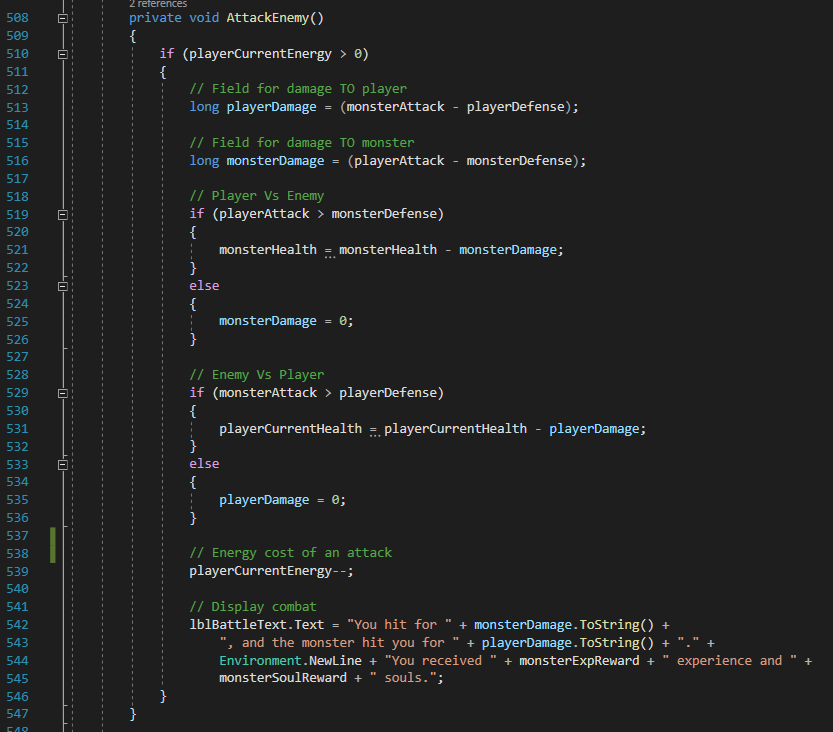 2 references
508 private void AttackEnemy()
509 {
510 if (playerCurrentEnergy > 0)
511 {
512 // Field for damage TO player
513 long playerDamage = (monsterAttack - playerDefense);
514
515 // Field for damage TO monster
516 long monsterDamage = (playerAttack - monsterDefense);
517
518 // Player Vs Enemy
519 if (playerAttack > monsterDefense)
520 {
521 monsterHealth = monsterHealth - monsterDamage;
522 }
523 else
524 {
525 monsterDamage = 0;
526 }
527
528 // Enemy Vs Player
529 if (monsterAttack > playerDefense)
530 {
531 playerCurrentHealth = playerCurrentHealth - playerDamage;
532 }
533 else
534 {
535 playerDamage = 0;
536 }
537
538 // Energy cost of an attack
539 playerCurrentEnergy--;
540
541 // Display combat
542 lblBattleText.Text = "You hit for " + monsterDamage.ToString() +
543 ", and the monster hit you for " + playerDamage.ToString() + "." +
544 Environment.NewLine + "You received " + monsterExpReward + " experience and " +
545 monsterSoulReward + " souls.";
546 }
547 }
548